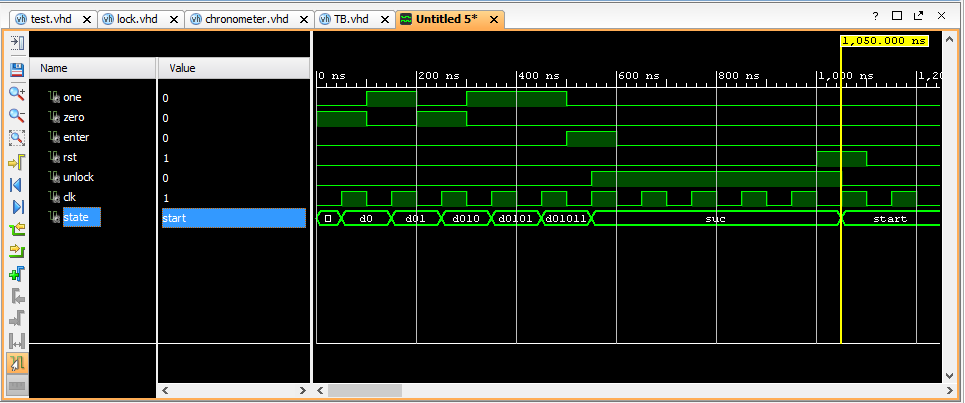 test.vhd lock.vhd chronometer.vhd TB.vhd Untitled 5*
1,050.000 ns
Name Value
0 ns 200 ns 400 ns 600 ns 800 ns 1,000 ns 1,20
one 0
zero 0
enter 0
rst 1
unlock 0
clk 1
state start d0 d01 d010 d0101 d01011 suc start